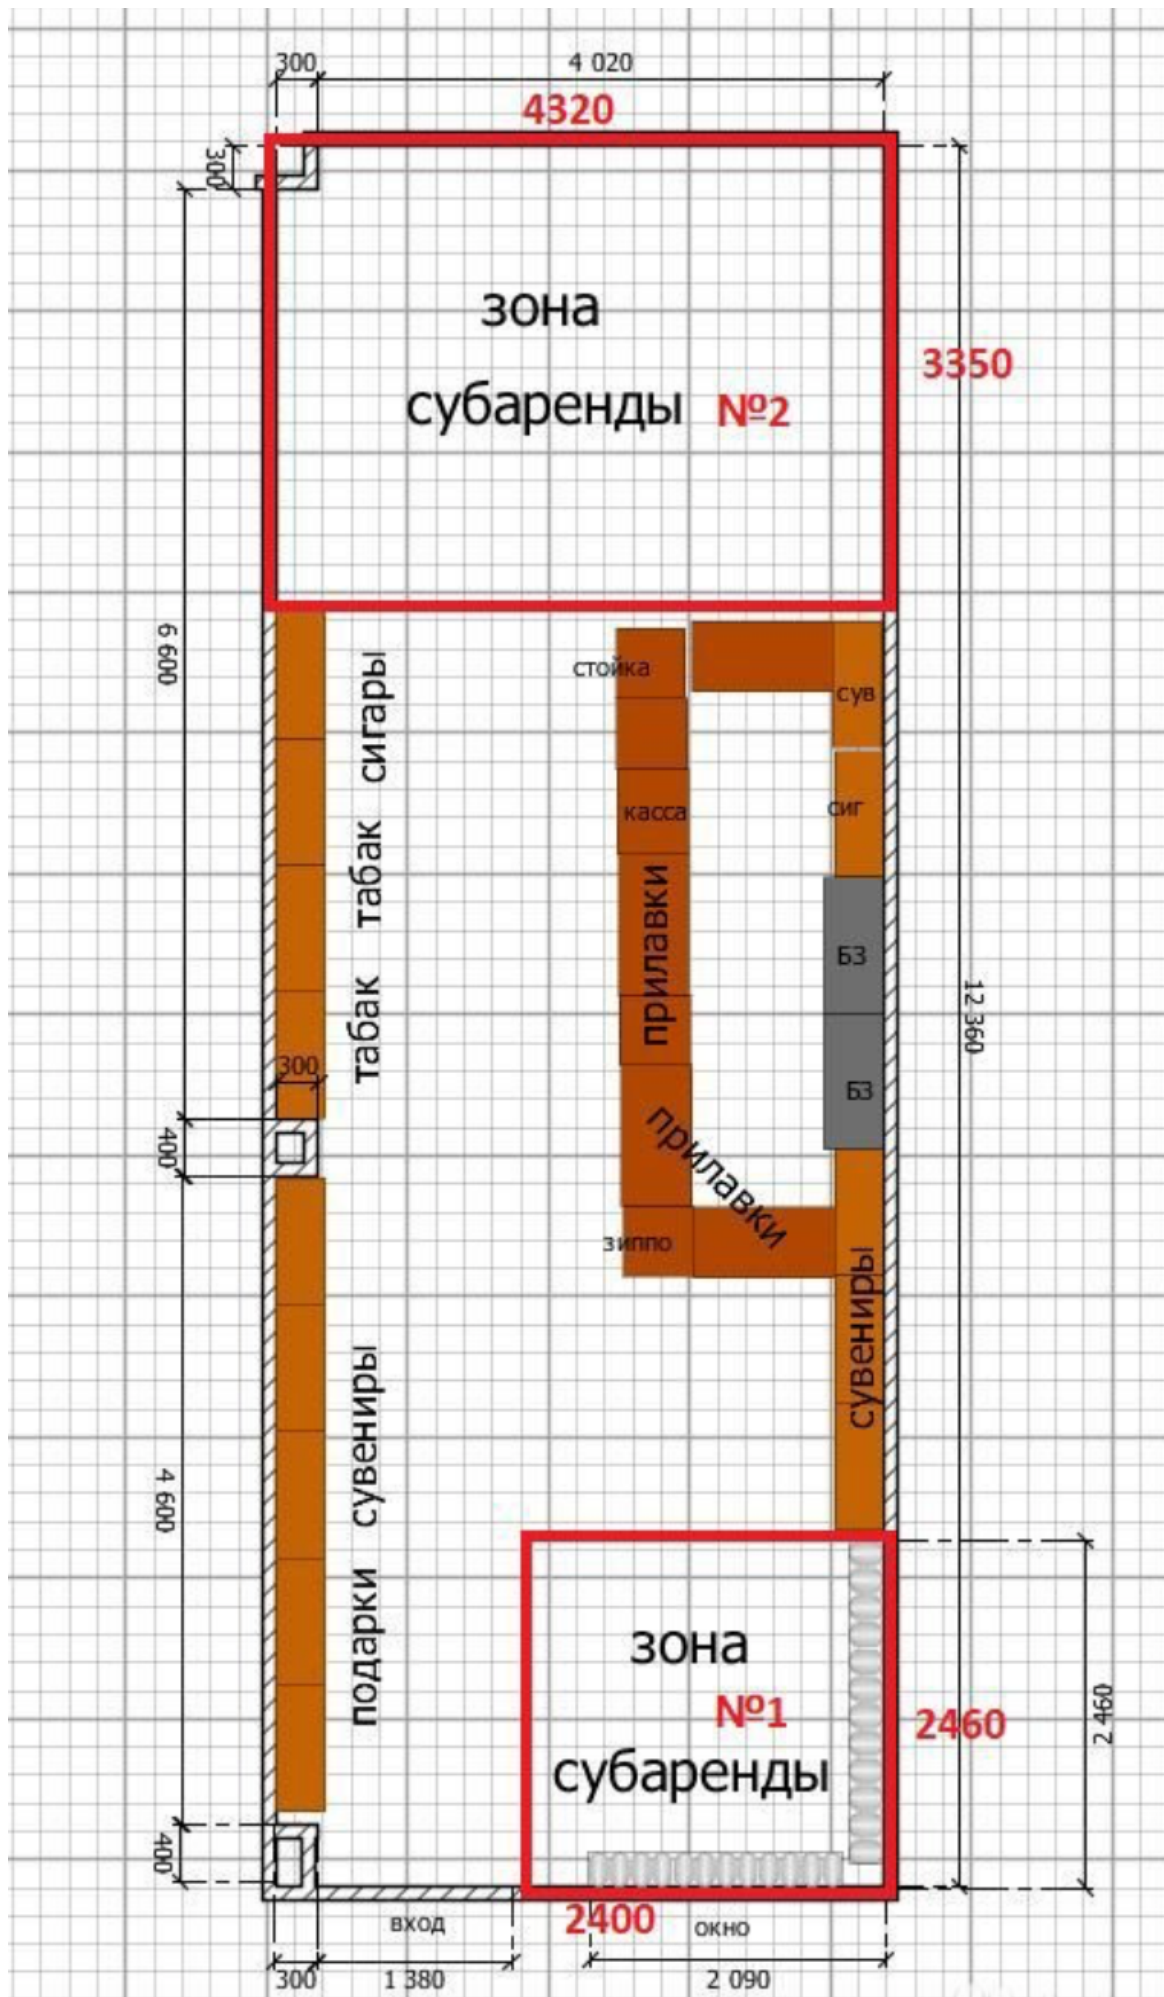 300
4 020
4320
300
зона
3350
субаренды №2
6 600
сигары
стойка
сув
табак
касса
сиг
прилавки
табак
БЗ
12 360
300
БЗ
400
прилавки
зиппо
сувениры
сувениры
4 600
подарки
зона
№1
2460
2 460
субаренды
400
вход
2400
окно
300
1 380
2 090